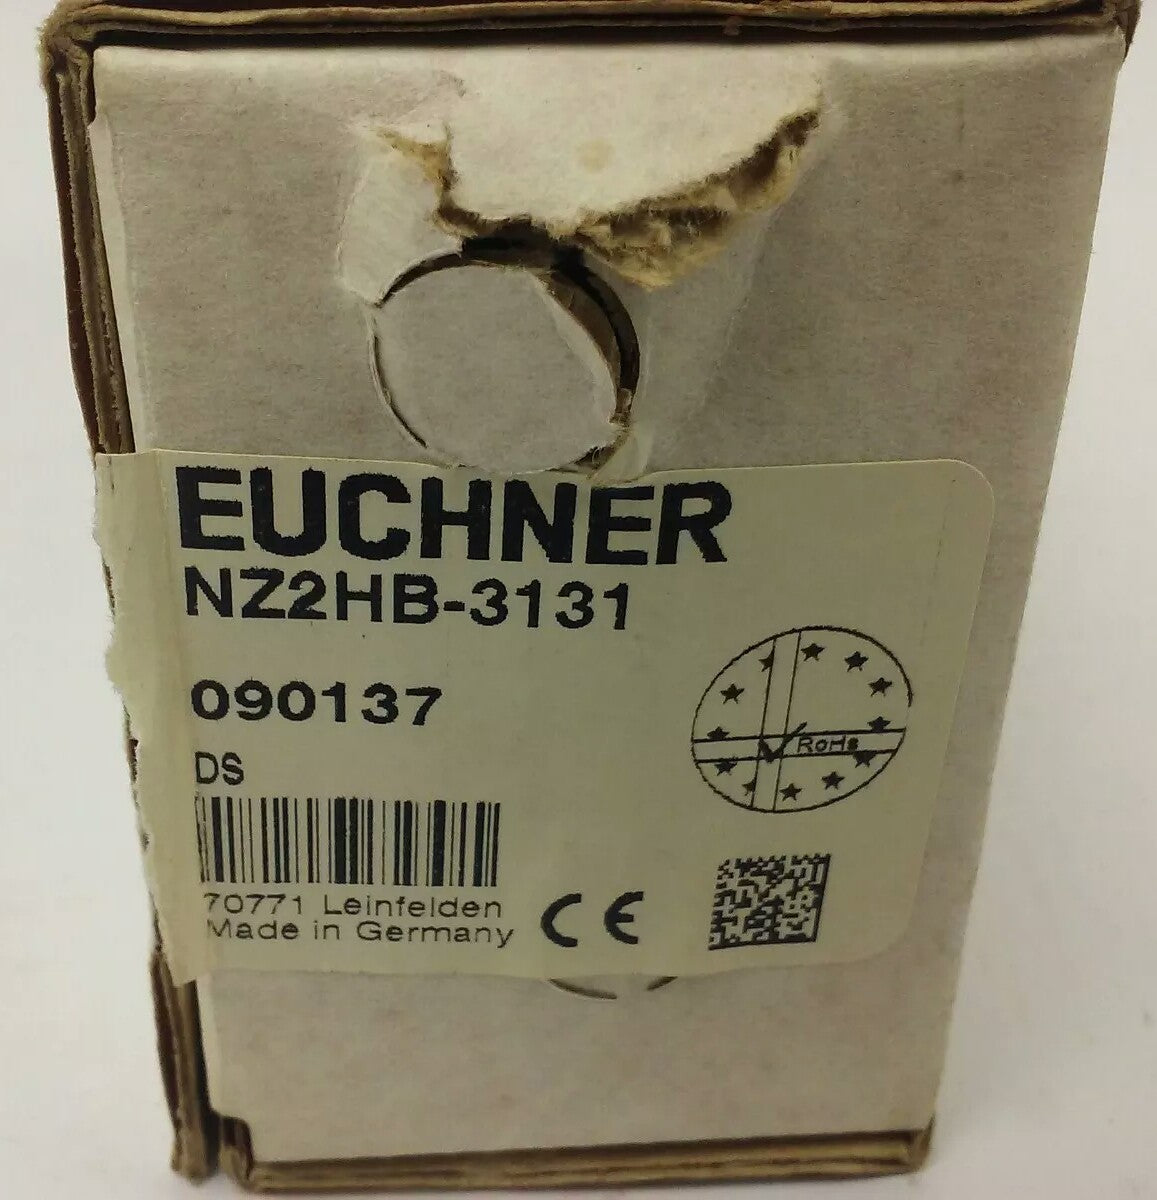 EUCHNER
NZ2HB-3131
090137
DS
RoHs
70771 Leinfelden
Made in Germany
CE